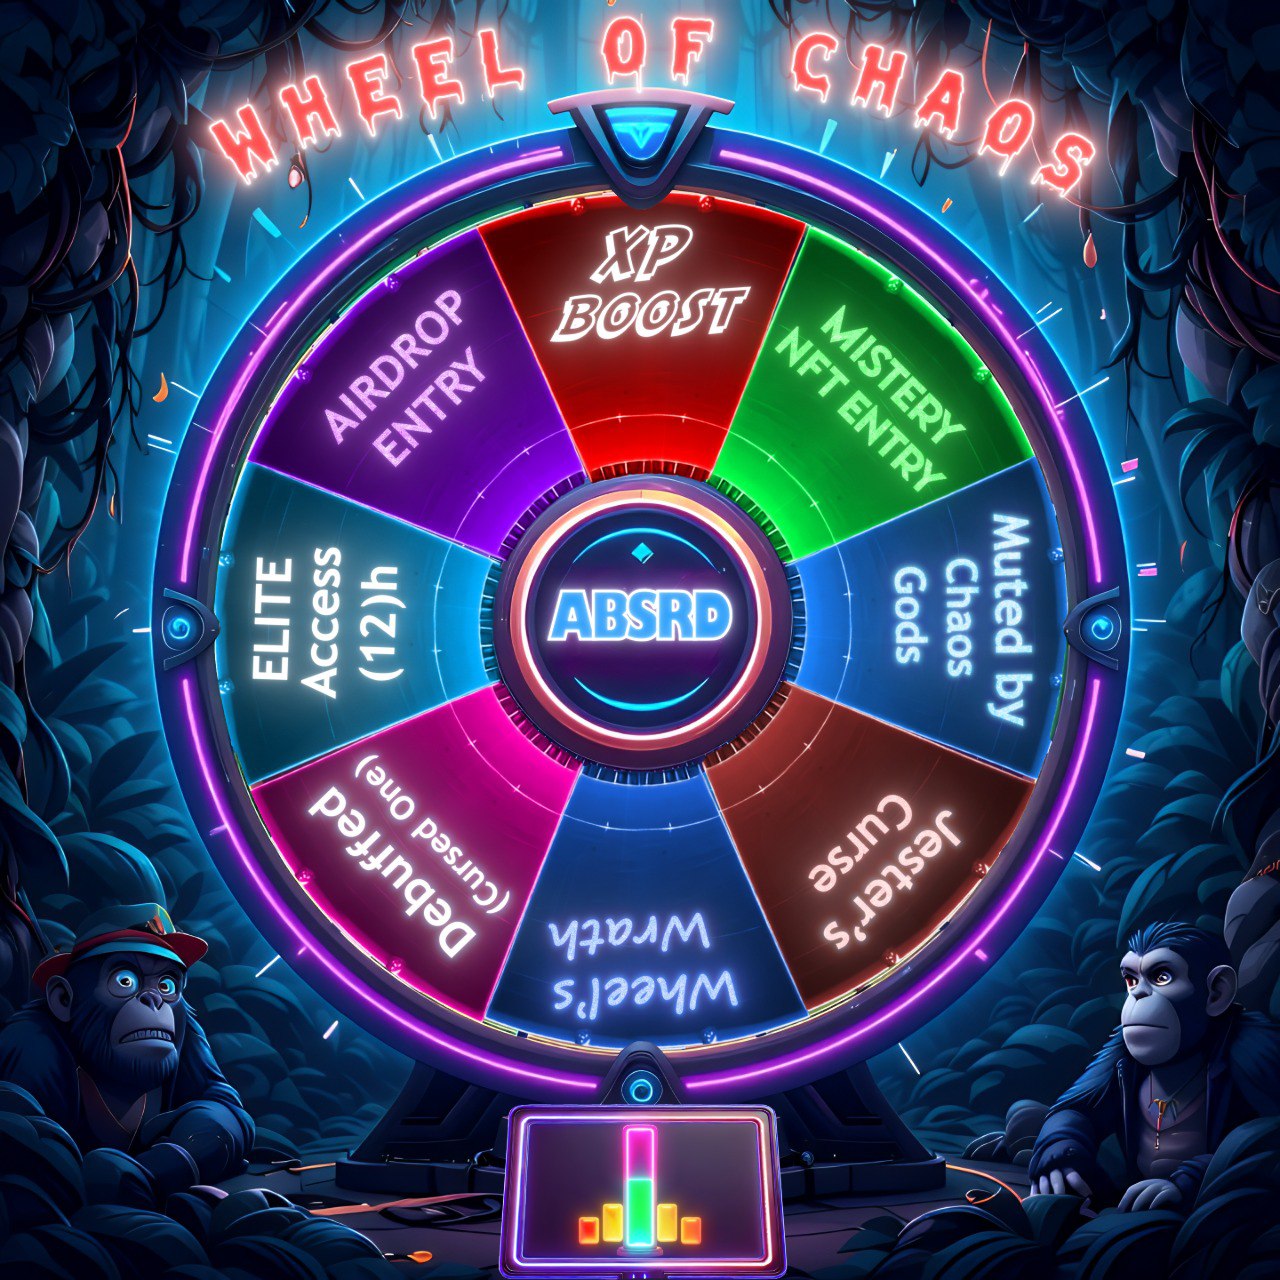 WHEEL OF CHAOS
XP
BOOST
MISTERY
NFT ENTRY
Muted by
Chaos
Gods
Jester's
Curse
Wheel's
Wrath
Debuffed
(Cursed One)
ELITE
Access
(12)h
AIRDROP
ENTRY
ABSRD